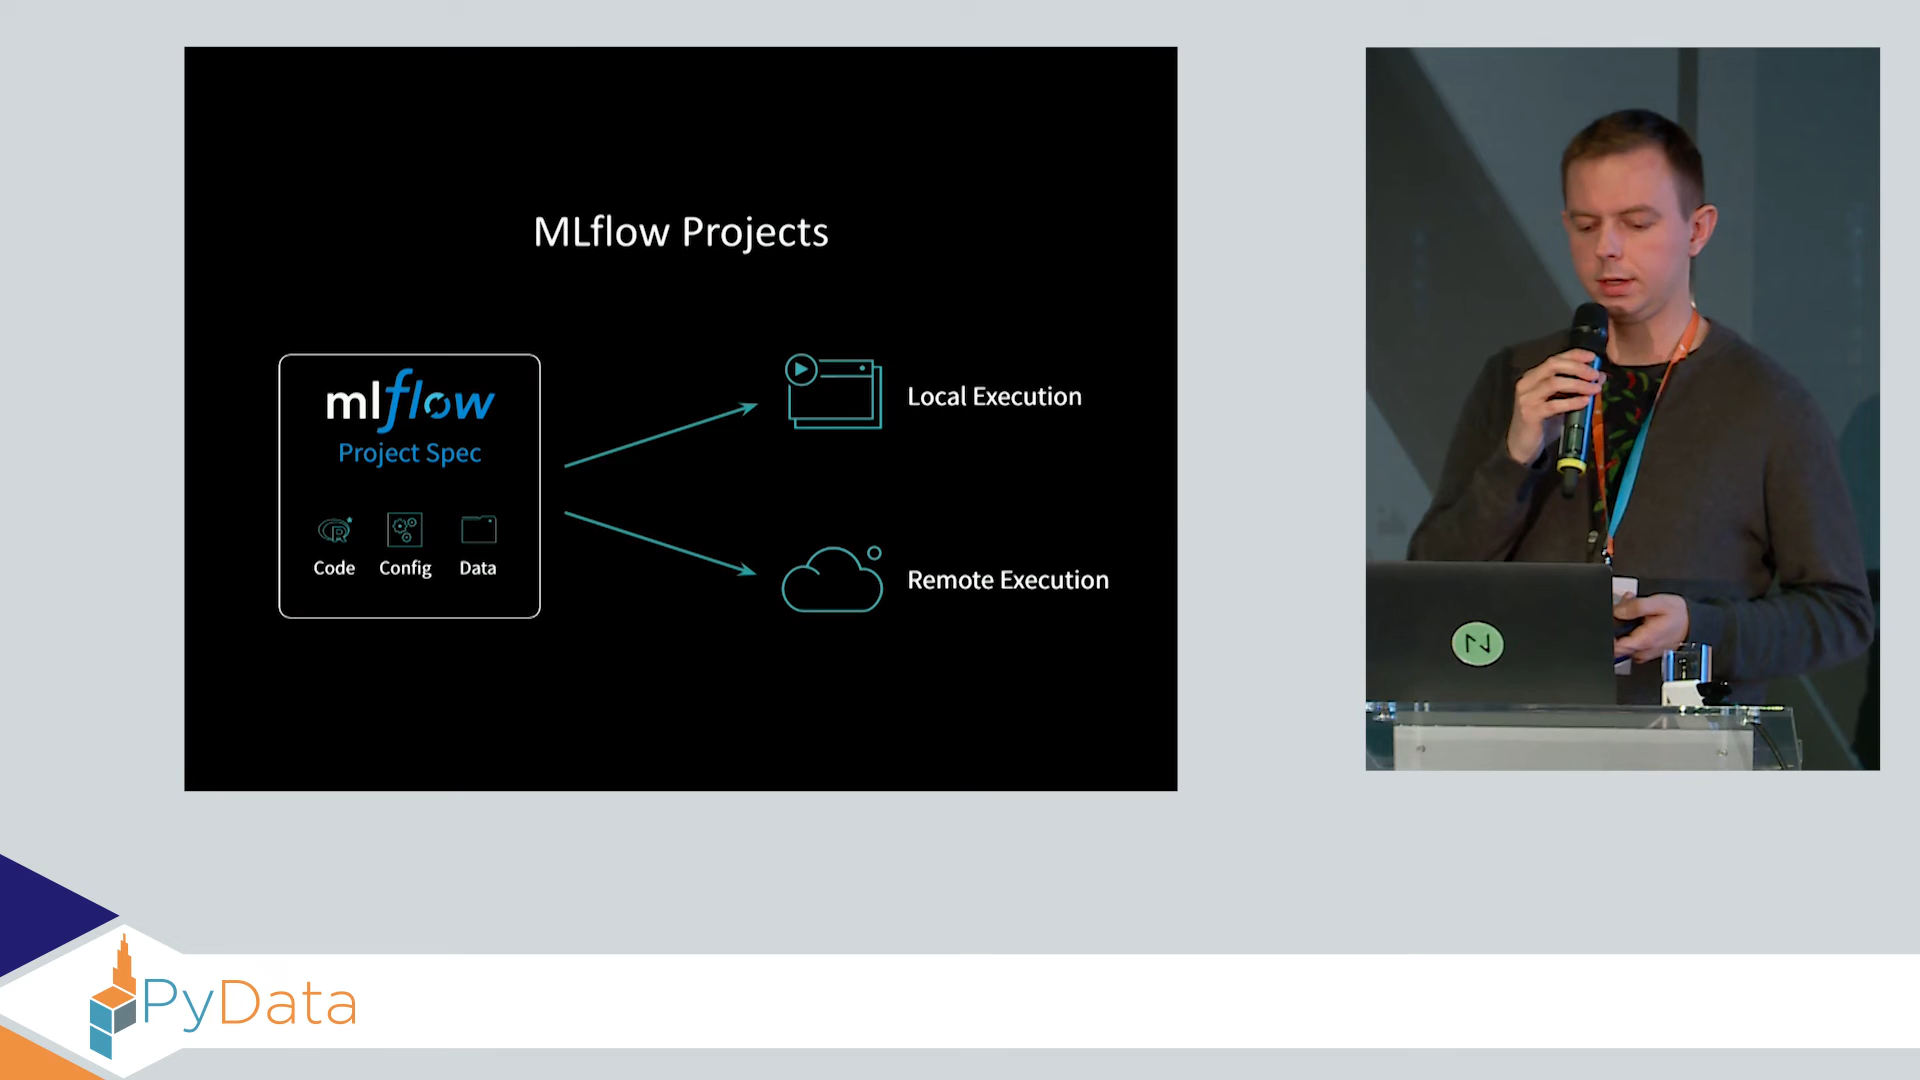 MLflow Projects
mlflow
Project Spec
R
Code Config Data
Local Execution
Remote Execution
N
PyData